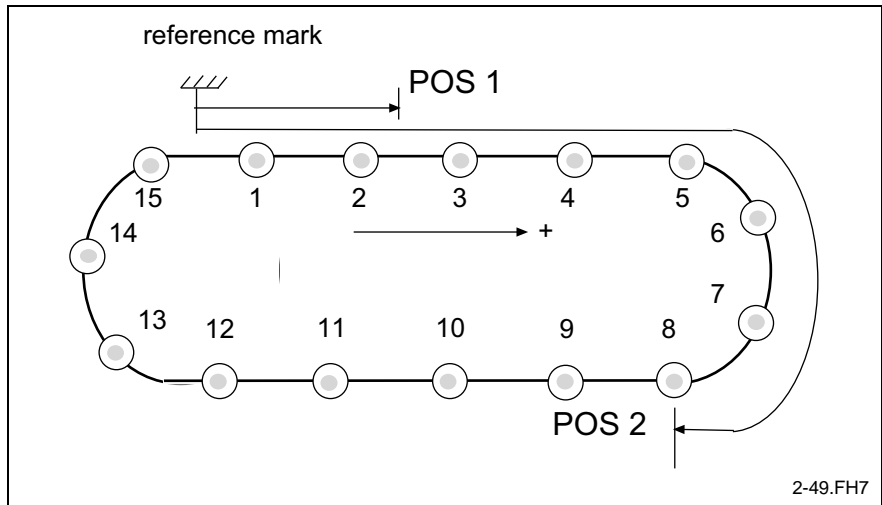 reference mark
POS 1
15 1 2 3 4 5
14 + 6
7
13 12 11 10 9 8
POS 2
2-49.FH7